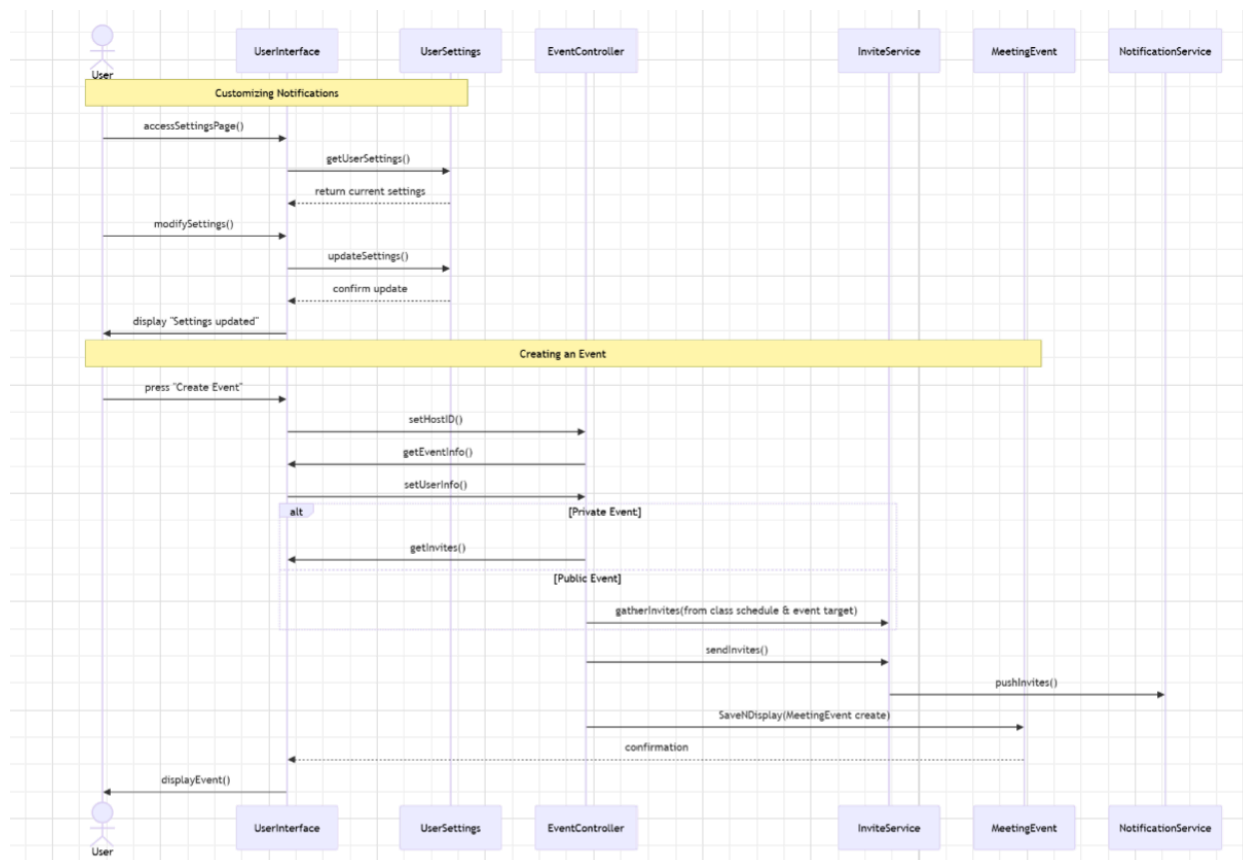 UserInterface
UserSettings
EventController
InviteService
MeetingEvent
NotificationService
User
Customizing Notifications
accessSettingsPage()
getUserSettings()
return current settings
modifySettings()
updateSettings()
confirm update
display "Settings updated"
Creating an Event
press "Create Event"
setHostID()
getEventInfo()
setUserInfo()
alt
[Private Event]
getInvites()
[Public Event]
gatherInvites(from class schedule & event target)
sendInvites()
pushInvites()
SaveNDisplay(MeetingEvent create)
confirmation
displayEvent()
UserInterface
UserSettings
EventController
InviteService
MeetingEvent
NotificationService
User